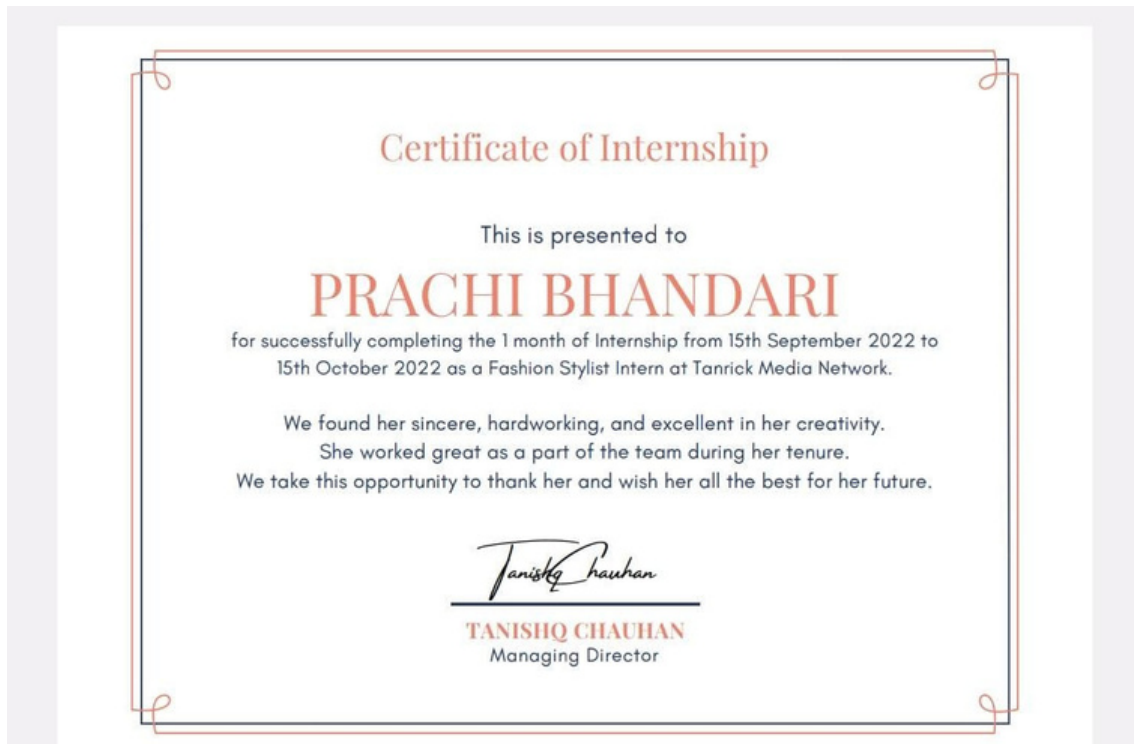 Certificate of Internship
This is presented to
PRACHI BHANDARI
for successfully completing the 1 month of Internship from 15th September 2022 to
15th October 2022 as a Fashion Stylist Intern at Tanrick Media Network.
We found her sincere, hardworking, and excellent in her creativity.
She worked great as a part of the team during her tenure.
We take this opportunity to thank her and wish her all the best for her future.
Tanishq Chauhan
TANISHQ CHAUHAN
Managing Director